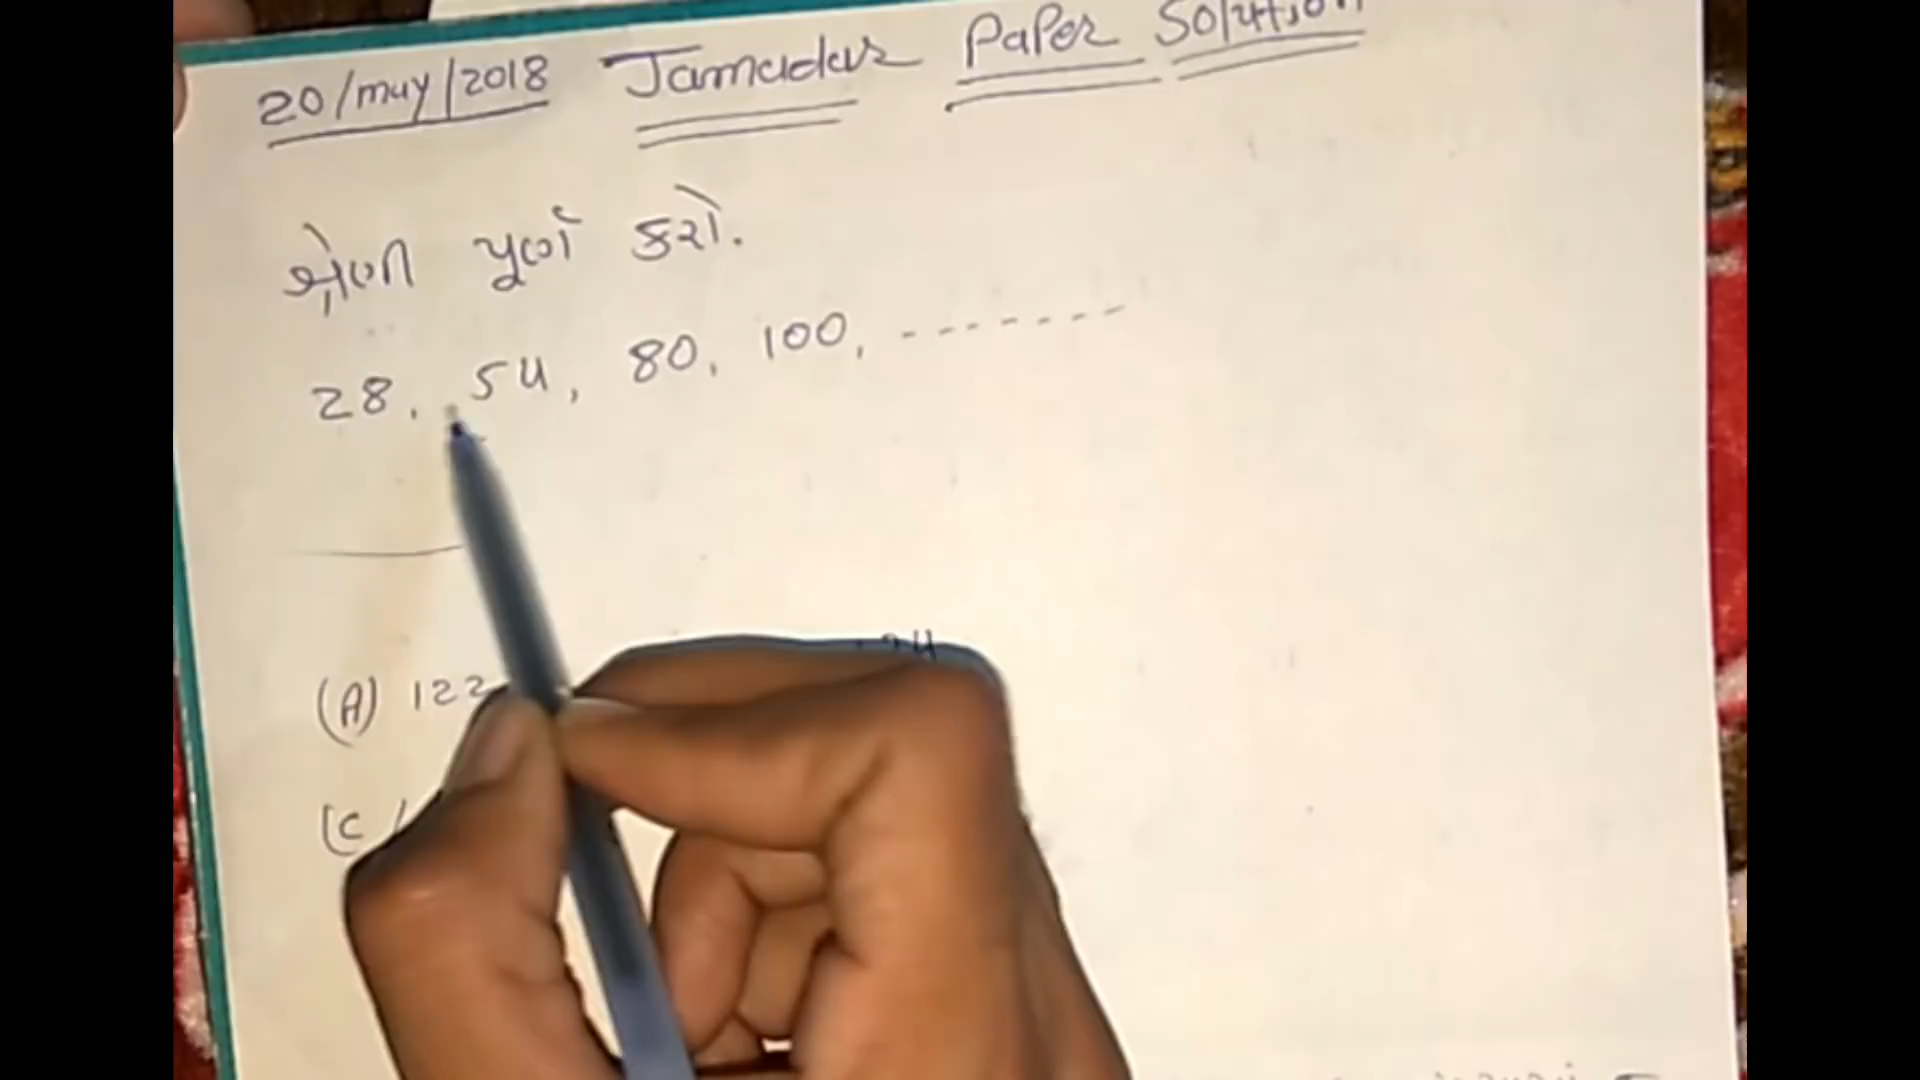 20/may/2018 Jamadar Paper Solution
શ્રેણી પૂર્ણ કરો.
28, 54, 80, 100, -------
(A) 122
(C)